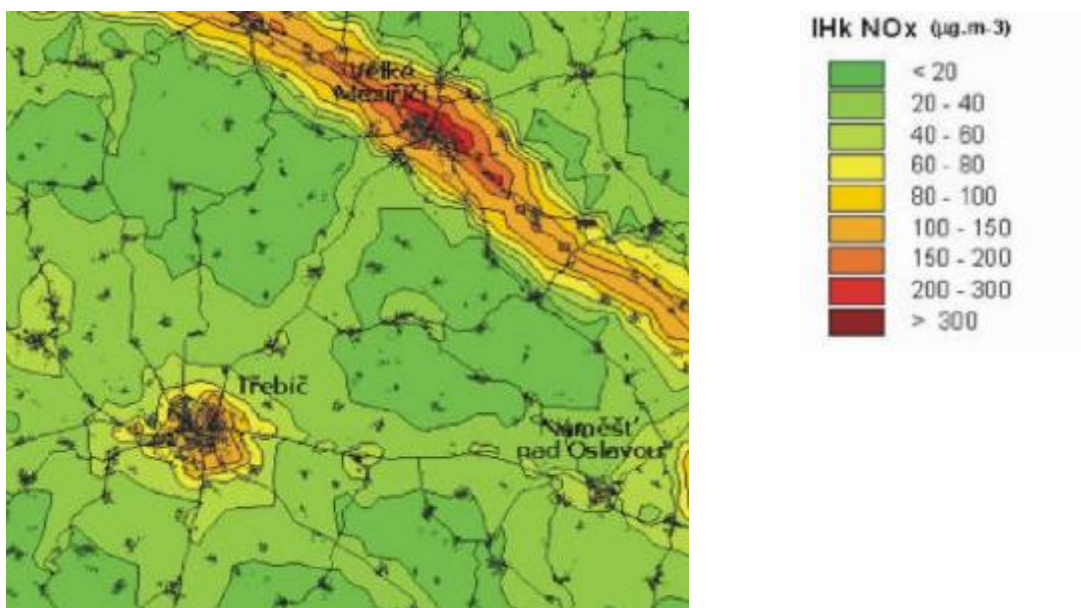 Velké
Meziříčí
Třebíč
Náměšť
nad Oslavou
IHk NOx (µg.m-3)
< 20
20 - 40
40 - 60
60 - 80
80 - 100
100 - 150
150 - 200
200 - 300
> 300